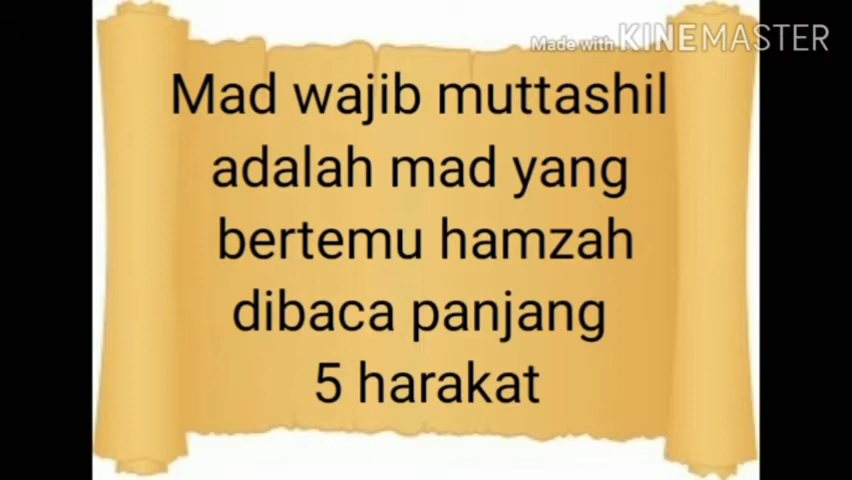 Made with KINEMASTER
Mad wajib muttashil
adalah mad yang
bertemu hamzah
dibaca panjang
5 harakat